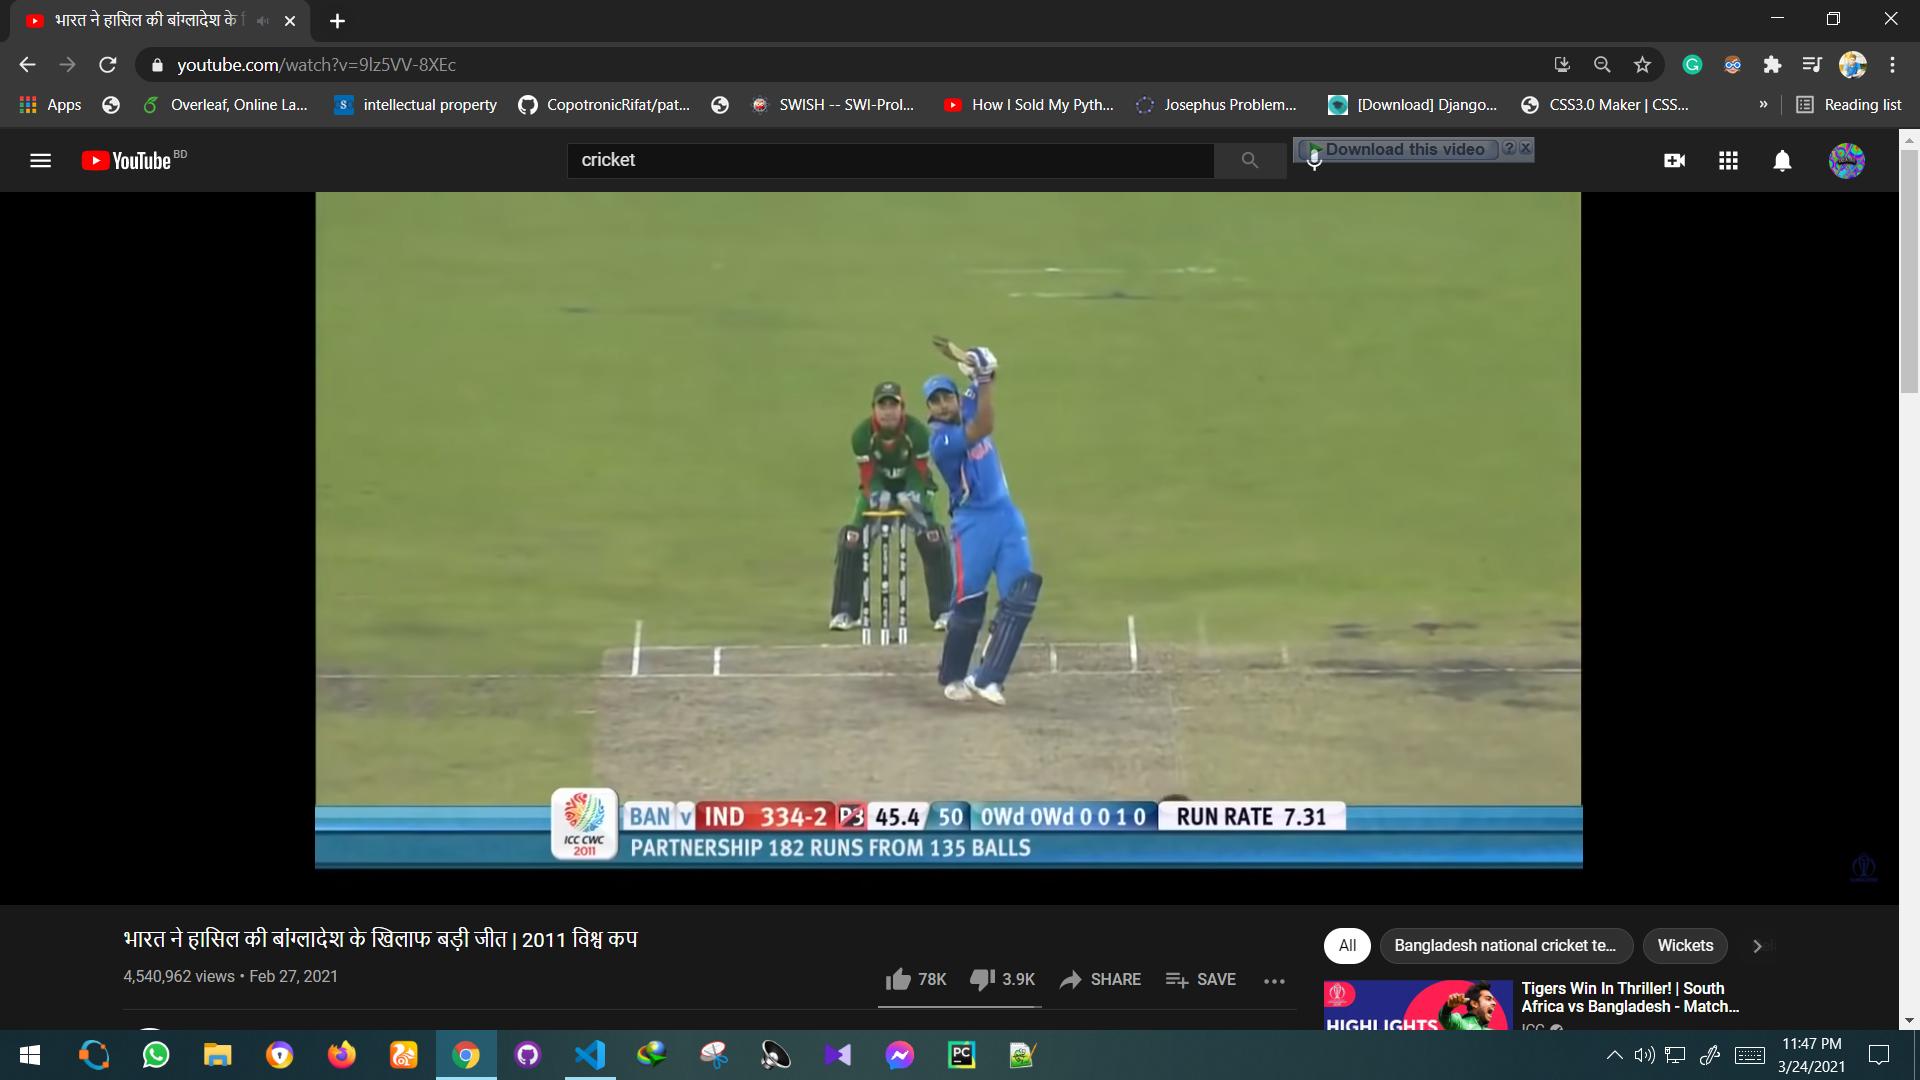 भारत ने हासिल की बांग्लादेश के
youtube.com/watch?v=9lz5VV-8XEc
Apps Overleaf, Online La... intellectual property CopotronicRifat/pat... SWISH -- SWI-Prol... How I Sold My Pyth... Josephus Problem... [Download] Django... CSS3.0 Maker | CSS... » Reading list
YouTube BD cricket Download this video ? X
BAN v IND 334-2 P3 45.4 50 0Wd 0Wd 0 0 1 0 RUN RATE 7.31
ICC CWC
2011
PARTNERSHIP 182 RUNS FROM 135 BALLS
भारत ने हासिल की बांग्लादेश के खिलाफ बड़ी जीत | 2011 विश्व कप
4,540,962 views • Feb 27, 2021
78K 3.9K SHARE SAVE
All Bangladesh national cricket te... Wickets
HIGHLIGHTS
Tigers Win In Thriller! | South
Africa vs Bangladesh - Match...
ICC
11:47 PM
3/24/2021